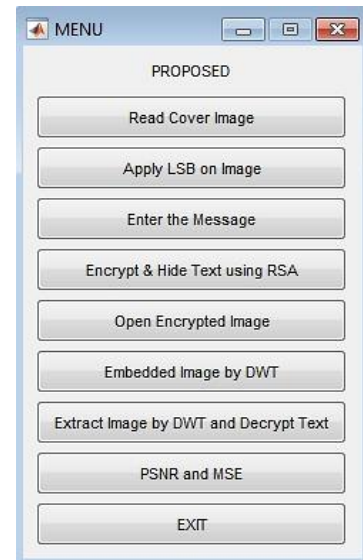 MENU
PROPOSED
Read Cover Image
Apply LSB on Image
Enter the Message
Encrypt & Hide Text using RSA
Open Encrypted Image
Embedded Image by DWT
Extract Image by DWT and Decrypt Text
PSNR and MSE
EXIT